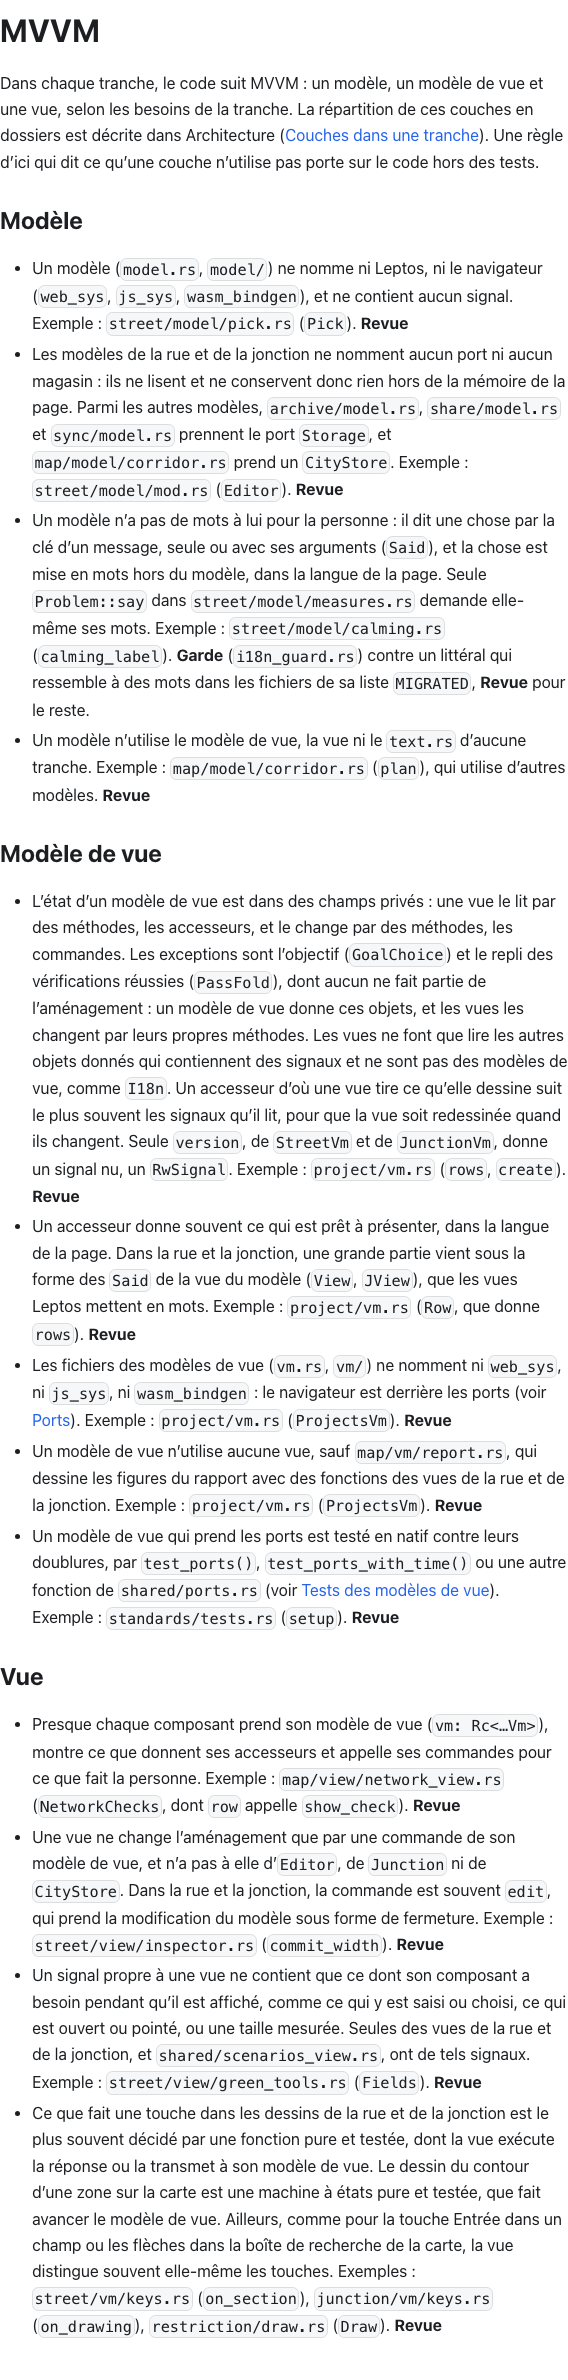 MVVM
Dans chaque tranche, le code suit MVVM : un modèle, un modèle de vue et
une vue, selon les besoins de la tranche. La répartition de ces couches en
dossiers est décrite dans Architecture (Couches dans une tranche). Une règle
d’ici qui dit ce qu’une couche n’utilise pas porte sur le code hors des tests.
Modèle
• Un modèle (model.rs, model/) ne nomme ni Leptos, ni le navigateur
(web_sys, js_sys, wasm_bindgen), et ne contient aucun signal.
Exemple : street/model/pick.rs (Pick). Revue
• Les modèles de la rue et de la jonction ne nomment aucun port ni aucun
magasin : ils ne lisent et ne conservent donc rien hors de la mémoire de la
page. Parmi les autres modèles, archive/model.rs, share/model.rs
et sync/model.rs prennent le port Storage, et
map/model/corridor.rs prend un CityStore. Exemple :
street/model/mod.rs (Editor). Revue
• Un modèle n’a pas de mots à lui pour la personne : il dit une chose par la
clé d’un message, seule ou avec ses arguments (Said), et la chose est
mise en mots hors du modèle, dans la langue de la page. Seule
Problem::say dans street/model/measures.rs demande elle-
même ses mots. Exemple : street/model/calming.rs
(calming_label). Garde (i18n_guard.rs) contre un littéral qui
ressemble à des mots dans les fichiers de sa liste MIGRATED, Revue pour
le reste.
• Un modèle n’utilise le modèle de vue, la vue ni le text.rs d’aucune
tranche. Exemple : map/model/corridor.rs (plan), qui utilise d’autres
modèles. Revue
Modèle de vue
• L’état d’un modèle de vue est dans des champs privés : une vue le lit par
des méthodes, les accesseurs, et le change par des méthodes, les
commandes. Les exceptions sont l’objectif (GoalChoice) et le repli des
vérifications réussies (PassFold), dont aucun ne fait partie de
l’aménagement : un modèle de vue donne ces objets, et les vues les
changent par leurs propres méthodes. Les vues ne font que lire les autres
objets donnés qui contiennent des signaux et ne sont pas des modèles de
vue, comme I18n. Un accesseur d’où une vue tire ce qu’elle dessine suit
le plus souvent les signaux qu’il lit, pour que la vue soit redessinée quand
ils changent. Seule version, de StreetVm et de JunctionVm, donne
un signal nu, un RwSignal. Exemple : project/vm.rs (rows, create).
Revue
• Un accesseur donne souvent ce qui est prêt à présenter, dans la langue
de la page. Dans la rue et la jonction, une grande partie vient sous la
forme des Said de la vue du modèle (View, JView), que les vues
Leptos mettent en mots. Exemple : project/vm.rs (Row, que donne
rows). Revue
• Les fichiers des modèles de vue (vm.rs, vm/) ne nomment ni web_sys,
ni js_sys, ni wasm_bindgen : le navigateur est derrière les ports (voir
Ports). Exemple : project/vm.rs (ProjectsVm). Revue
• Un modèle de vue n’utilise aucune vue, sauf map/vm/report.rs, qui
dessine les figures du rapport avec des fonctions des vues de la rue et de
la jonction. Exemple : project/vm.rs (ProjectsVm). Revue
• Un modèle de vue qui prend les ports est testé en natif contre leurs
doublures, par test_ports(), test_ports_with_time() ou une autre
fonction de shared/ports.rs (voir Tests des modèles de vue).
Exemple : standards/tests.rs (setup). Revue
Vue
• Presque chaque composant prend son modèle de vue (vm: Rc<…Vm>),
montre ce que donnent ses accesseurs et appelle ses commandes pour
ce que fait la personne. Exemple : map/view/network_view.rs
(NetworkChecks, dont row appelle show_check). Revue
• Une vue ne change l’aménagement que par une commande de son
modèle de vue, et n’a pas à elle d’Editor, de Junction ni de
CityStore. Dans la rue et la jonction, la commande est souvent edit,
qui prend la modification du modèle sous forme de fermeture. Exemple :
street/view/inspector.rs (commit_width). Revue
• Un signal propre à une vue ne contient que ce dont son composant a
besoin pendant qu’il est affiché, comme ce qui y est saisi ou choisi, ce qui
est ouvert ou pointé, ou une taille mesurée. Seules des vues de la rue et
de la jonction, et shared/scenarios_view.rs, ont de tels signaux.
Exemple : street/view/green_tools.rs (Fields). Revue
• Ce que fait une touche dans les dessins de la rue et de la jonction est le
plus souvent décidé par une fonction pure et testée, dont la vue exécute
la réponse ou la transmet à son modèle de vue. Le dessin du contour
d’une zone sur la carte est une machine à états pure et testée, que fait
avancer le modèle de vue. Ailleurs, comme pour la touche Entrée dans un
champ ou les flèches dans la boîte de recherche de la carte, la vue
distingue souvent elle-même les touches. Exemples :
street/vm/keys.rs (on_section), junction/vm/keys.rs
(on_drawing), restriction/draw.rs (Draw). Revue